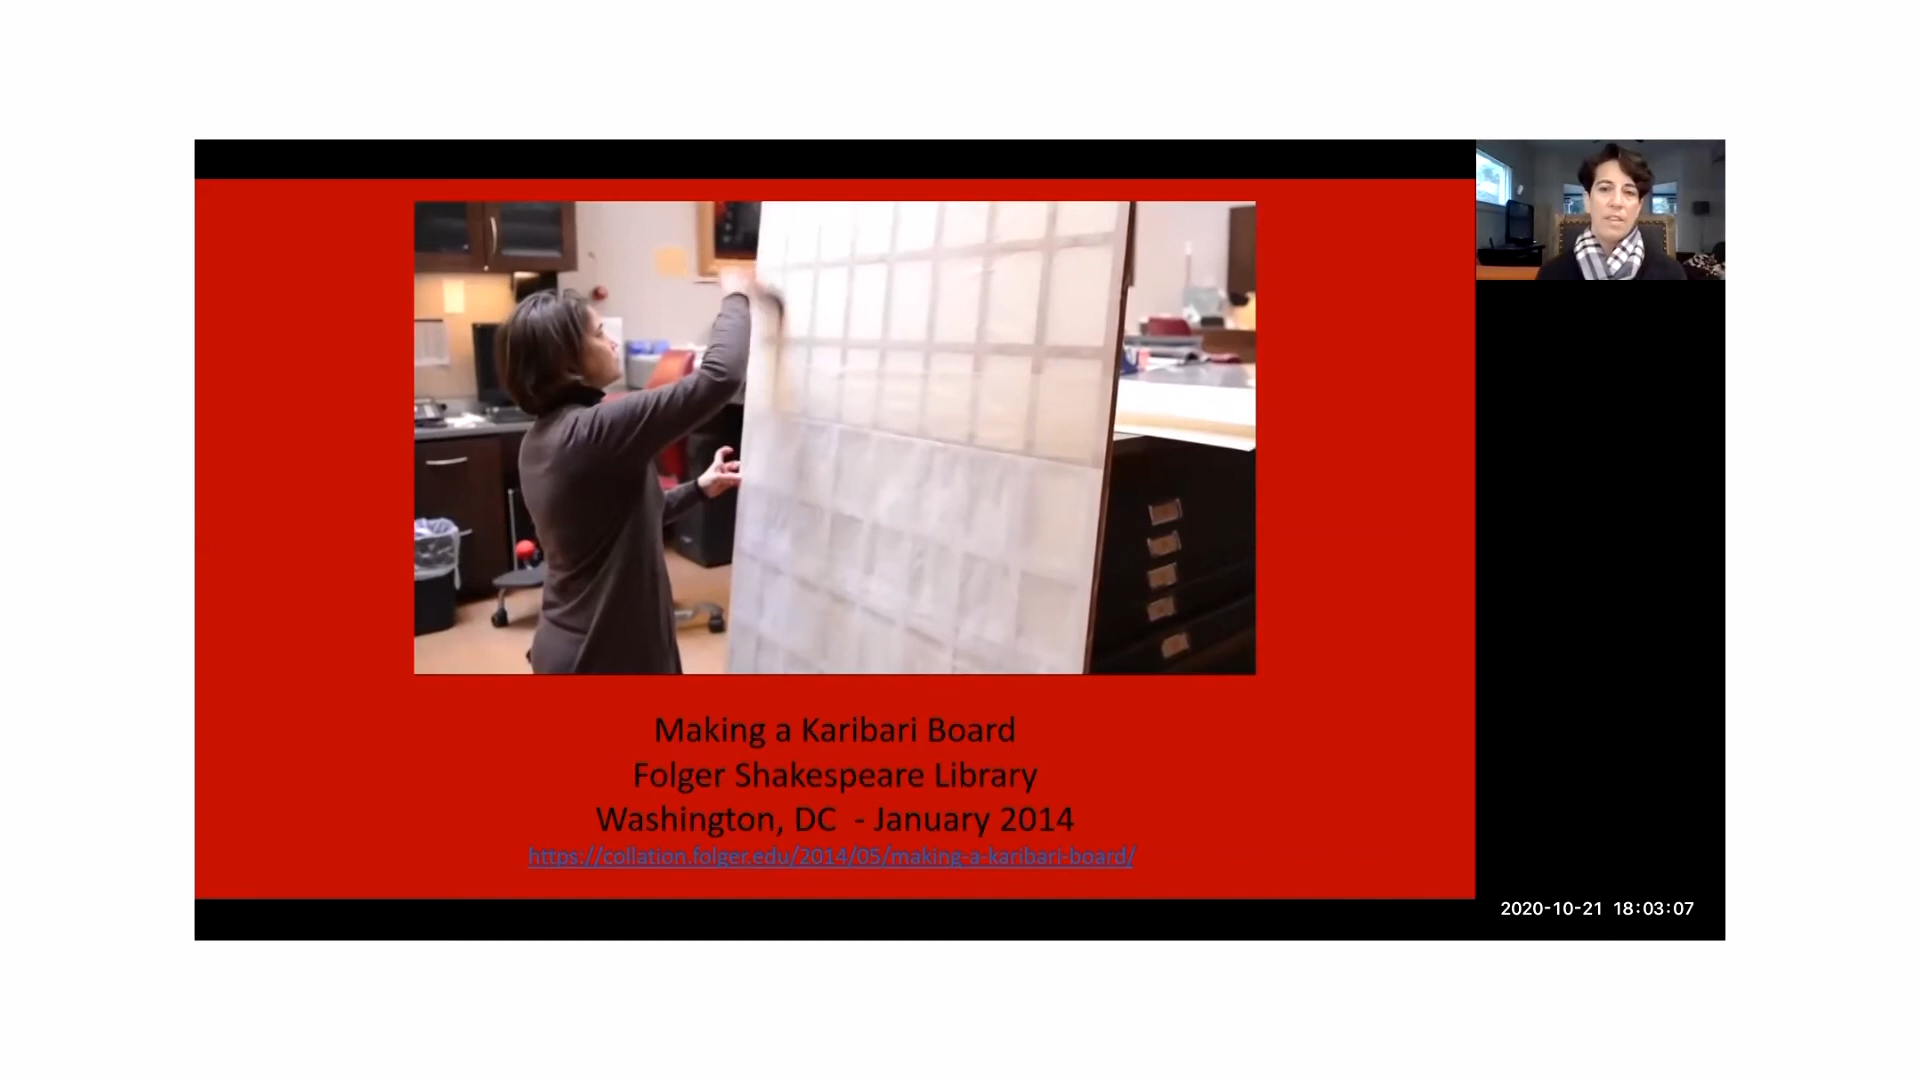 Making a Karibari Board
Folger Shakespeare Library
Washington, DC  - January 2014
https://collation.folger.edu/2014/05/making-a-karibari-board/
2020-10-21 18:03:07